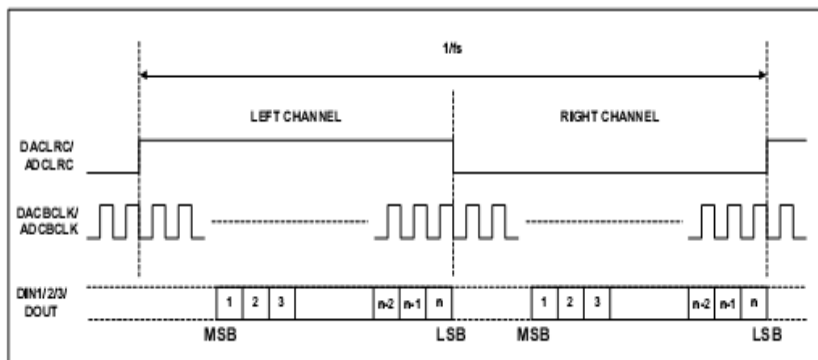 1/fs
LEFT CHANNEL
RIGHT CHANNEL
DACLRC/
ADCLRC
DACBCLK/
ADCBCLK
DIN1/2/3/
DOUT
1 2 3 n-2 n-1 n 1 2 3 n-2 n-1 n
MSB LSB MSB LSB